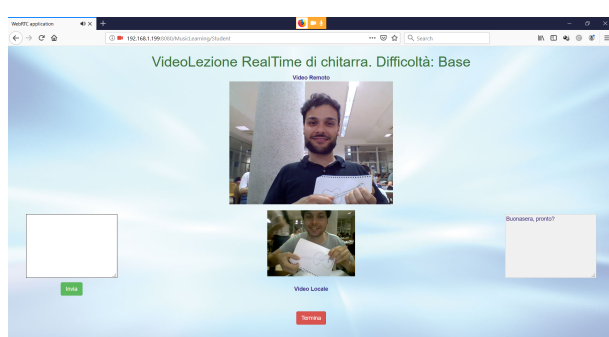 WebRTC application
192.168.1.199:8080/MusicLearning/Student
Search
VideoLezione RealTime di chitarra. Difficoltà: Base
Video Remoto
Buonasera, pronto?
Invia
Video Locale
Termina